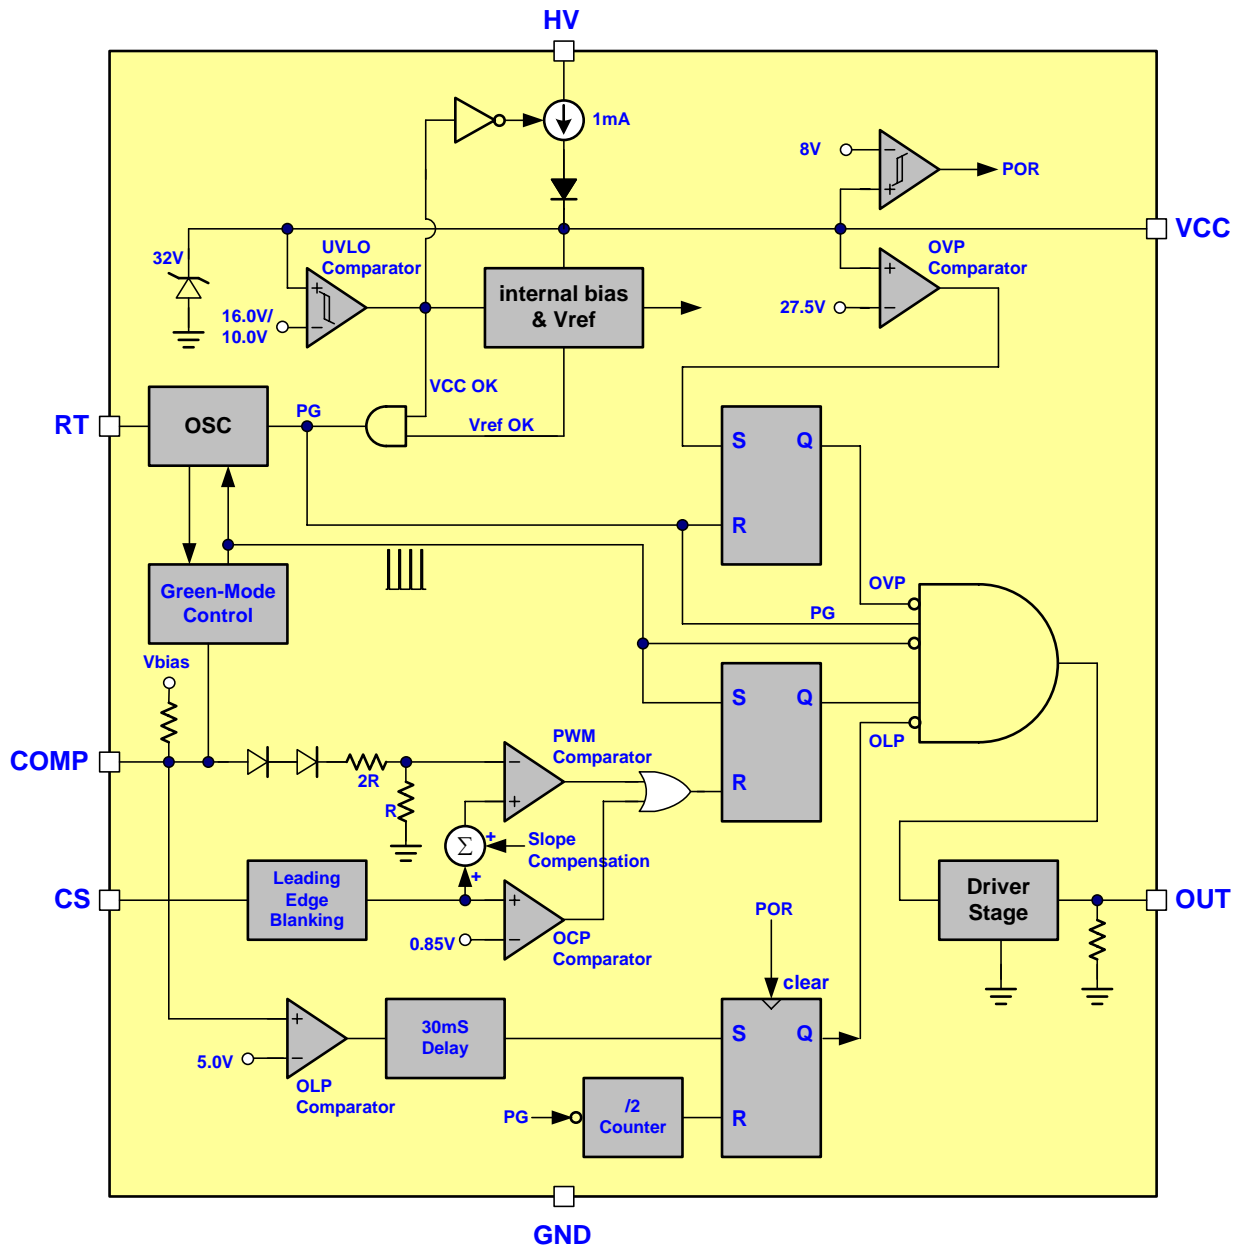 HV
1mA
8V
POR
VCC
32V
UVLO
Comparator
OVP
Comparator
16.0V/
10.0V
internal bias
& Vref
27.5V
VCC OK
RT
OSC
PG
Vref OK
S
Q
R
Green-Mode
Control
OVP
PG
Vbias
S
Q
OLP
COMP
2R
R
PWM
Comparator
R
Σ
+
+
Slope
Compensation
CS
Leading
Edge
Blanking
0.85V
OCP
Comparator
POR
clear
Driver
Stage
OUT
5.0V
OLP
Comparator
30mS
Delay
S
Q
PG
/2
Counter
R
GND